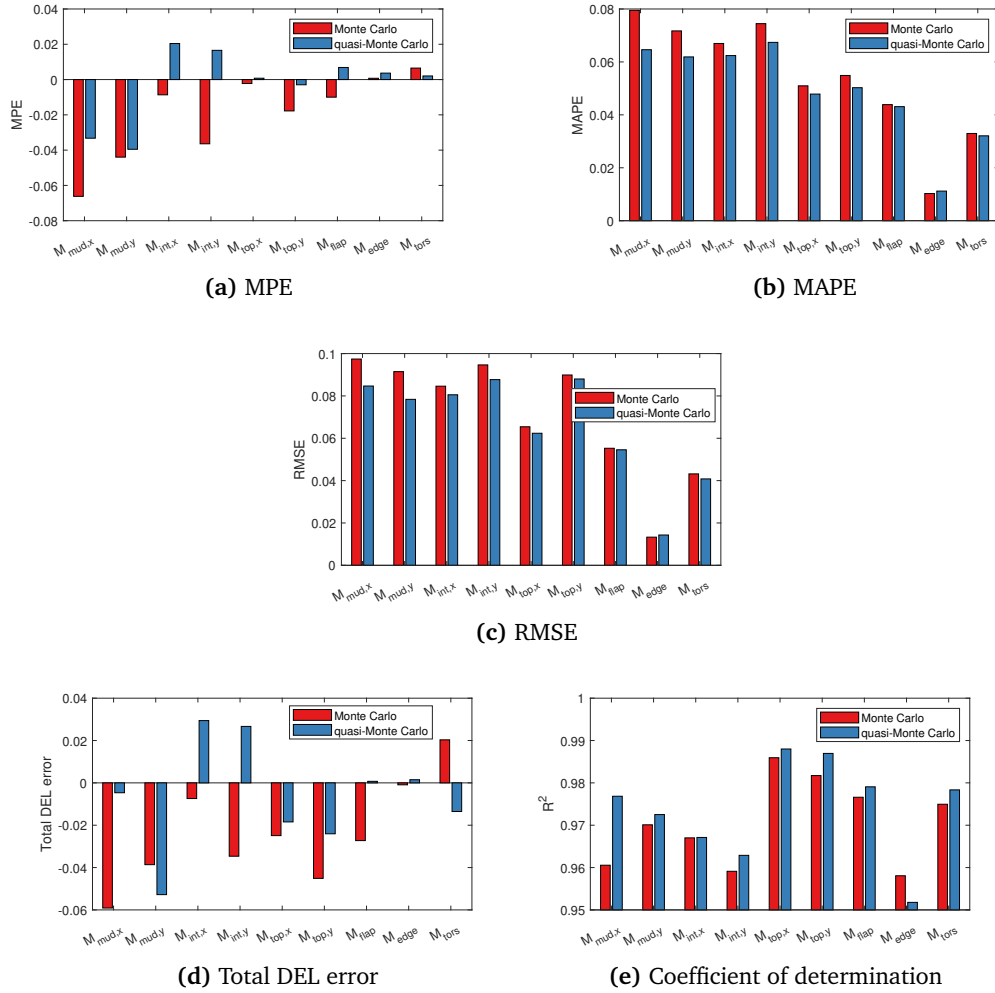 0.04
0.02
0
-0.02
-0.04
-0.06
-0.08
MPE
Monte Carlo
quasi-Monte Carlo
M mud,x M mud,y M int,x M int,y M top,x M top,y M flap M edge M tors
(a) MPE
0.08
0.06
0.04
0.02
0
MAPE
Monte Carlo
quasi-Monte Carlo
M mud,x M mud,y M int,x M int,y M top,x M top,y M flap M edge M tors
(b) MAPE
0.1
0.08
0.06
0.04
0.02
0
RMSE
Monte Carlo
quasi-Monte Carlo
M mud,x M mud,y M int,x M int,y M top,x M top,y M flap M edge M tors
(c) RMSE
0.04
0.02
0
-0.02
-0.04
-0.06
Total DEL error
Monte Carlo
quasi-Monte Carlo
M mud,x M mud,y M int,x M int,y M top,x M top,y M flap M edge M tors
(d) Total DEL error
1
0.99
0.98
0.97
0.96
0.95
R²
Monte Carlo
quasi-Monte Carlo
M mud,x M mud,y M int,x M int,y M top,x M top,y M flap M edge M tors
(e) Coefficient of determination